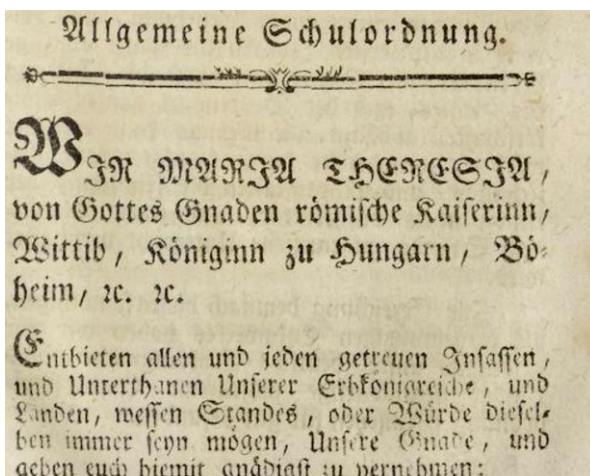 Allgemeine Schulordnung.
WIR MARIA THERESIA,
von Gottes Gnaden römische Kaiserinn,
Wittib, Königinn zu Hungarn, Bö-
heim, ꝛc. ꝛc.
Entbieten allen und jeden getreuen Insassen,
und Unterthanen Unserer Erbkönigreiche, und
Landen, wessen Standes, oder Würde diesel-
ben immer seyn mögen, Unsere Gnade, und
geben euch hiemit gnädigst zu vernehmen: